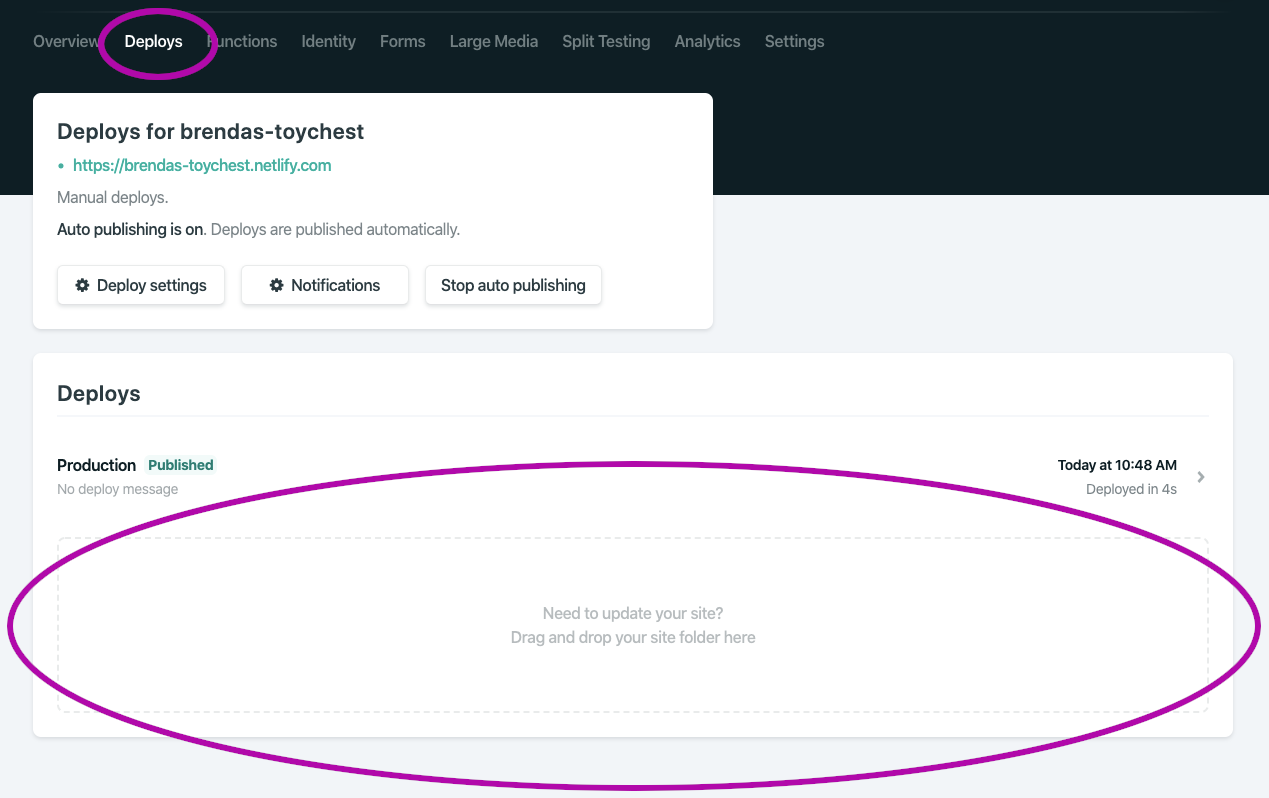 Overview Deploys Functions Identity Forms Large Media Split Testing Analytics Settings
Deploys for brendas-toychest
• https://brendas-toychest.netlify.com
Manual deploys.
Auto publishing is on. Deploys are published automatically.
Deploy settings Notifications Stop auto publishing
Deploys
Production Published Today at 10:48 AM
No deploy message Deployed in 4s
Need to update your site?
Drag and drop your site folder here